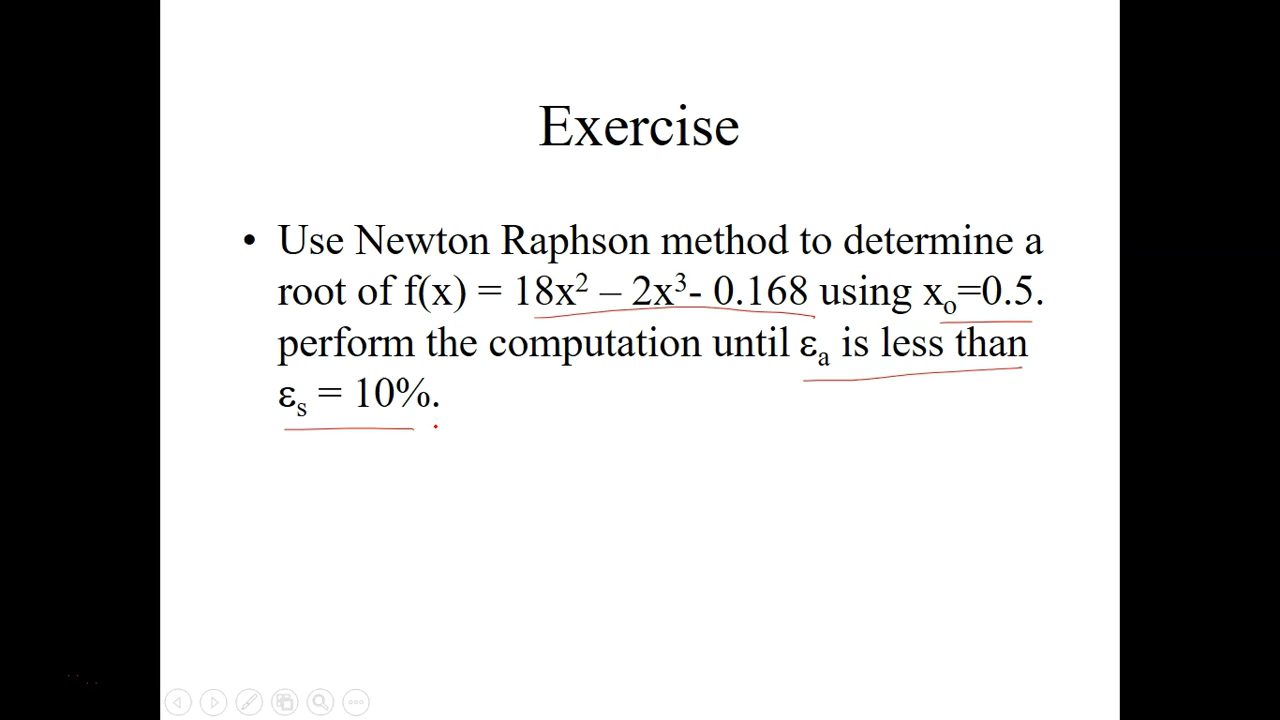 Exercise
• Use Newton Raphson method to determine a
root of f(x) = 18x² – 2x³- 0.168 using xₒ=0.5.
perform the computation until εₐ is less than
εₛ = 10%.